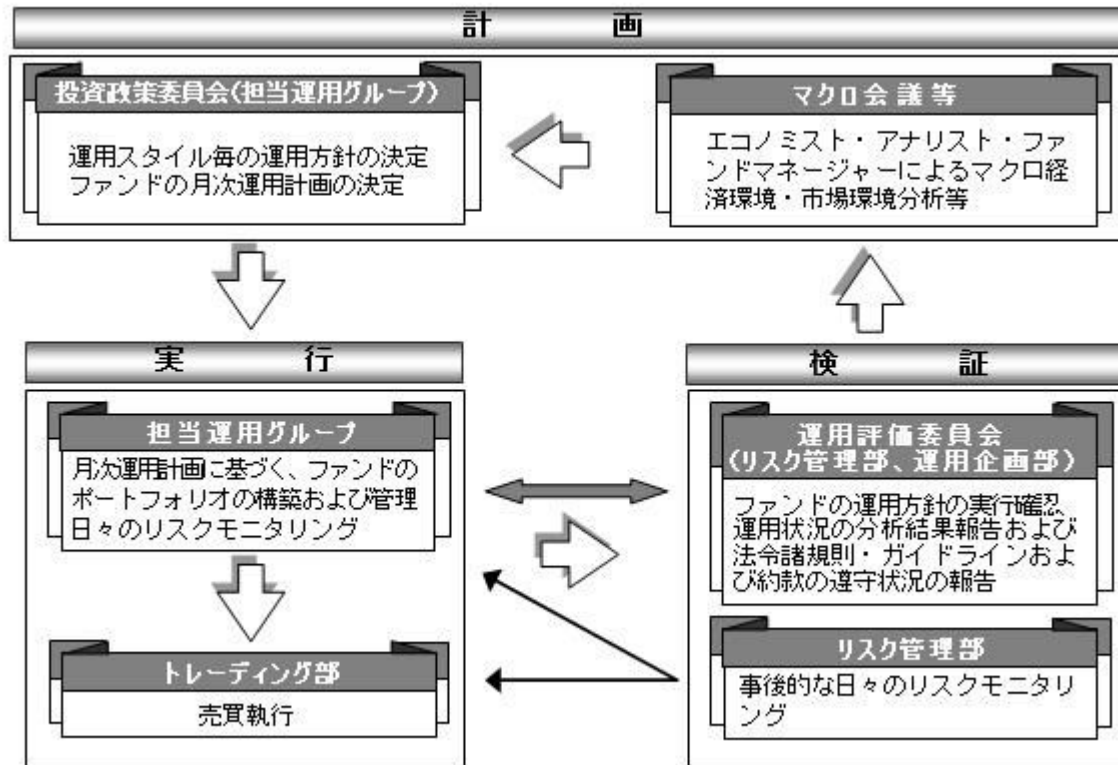 計画
投資政策委員会(担当運用グループ)
運用スタイル毎の運用方針の決定
ファンドの月次運用計画の決定
マクロ会議等
エコノミスト・アナリスト・ファ
ンドマネージャーによるマクロ経
済環境・市場環境分析等
実行
担当運用グループ
月次運用計画に基づく、ファンドの
ポートフォリオの構築および管理
日々のリスクモニタリング
トレーディング部
売買執行
検証
運用評価委員会
(リスク管理部、運用企画部)
ファンドの運用方針の実行確認、
運用状況の分析結果報告および
法令諸規則・ガイドラインおよ
び約款の遵守状況の報告
リスク管理部
事後的な日々のリスクモニタリ
ング